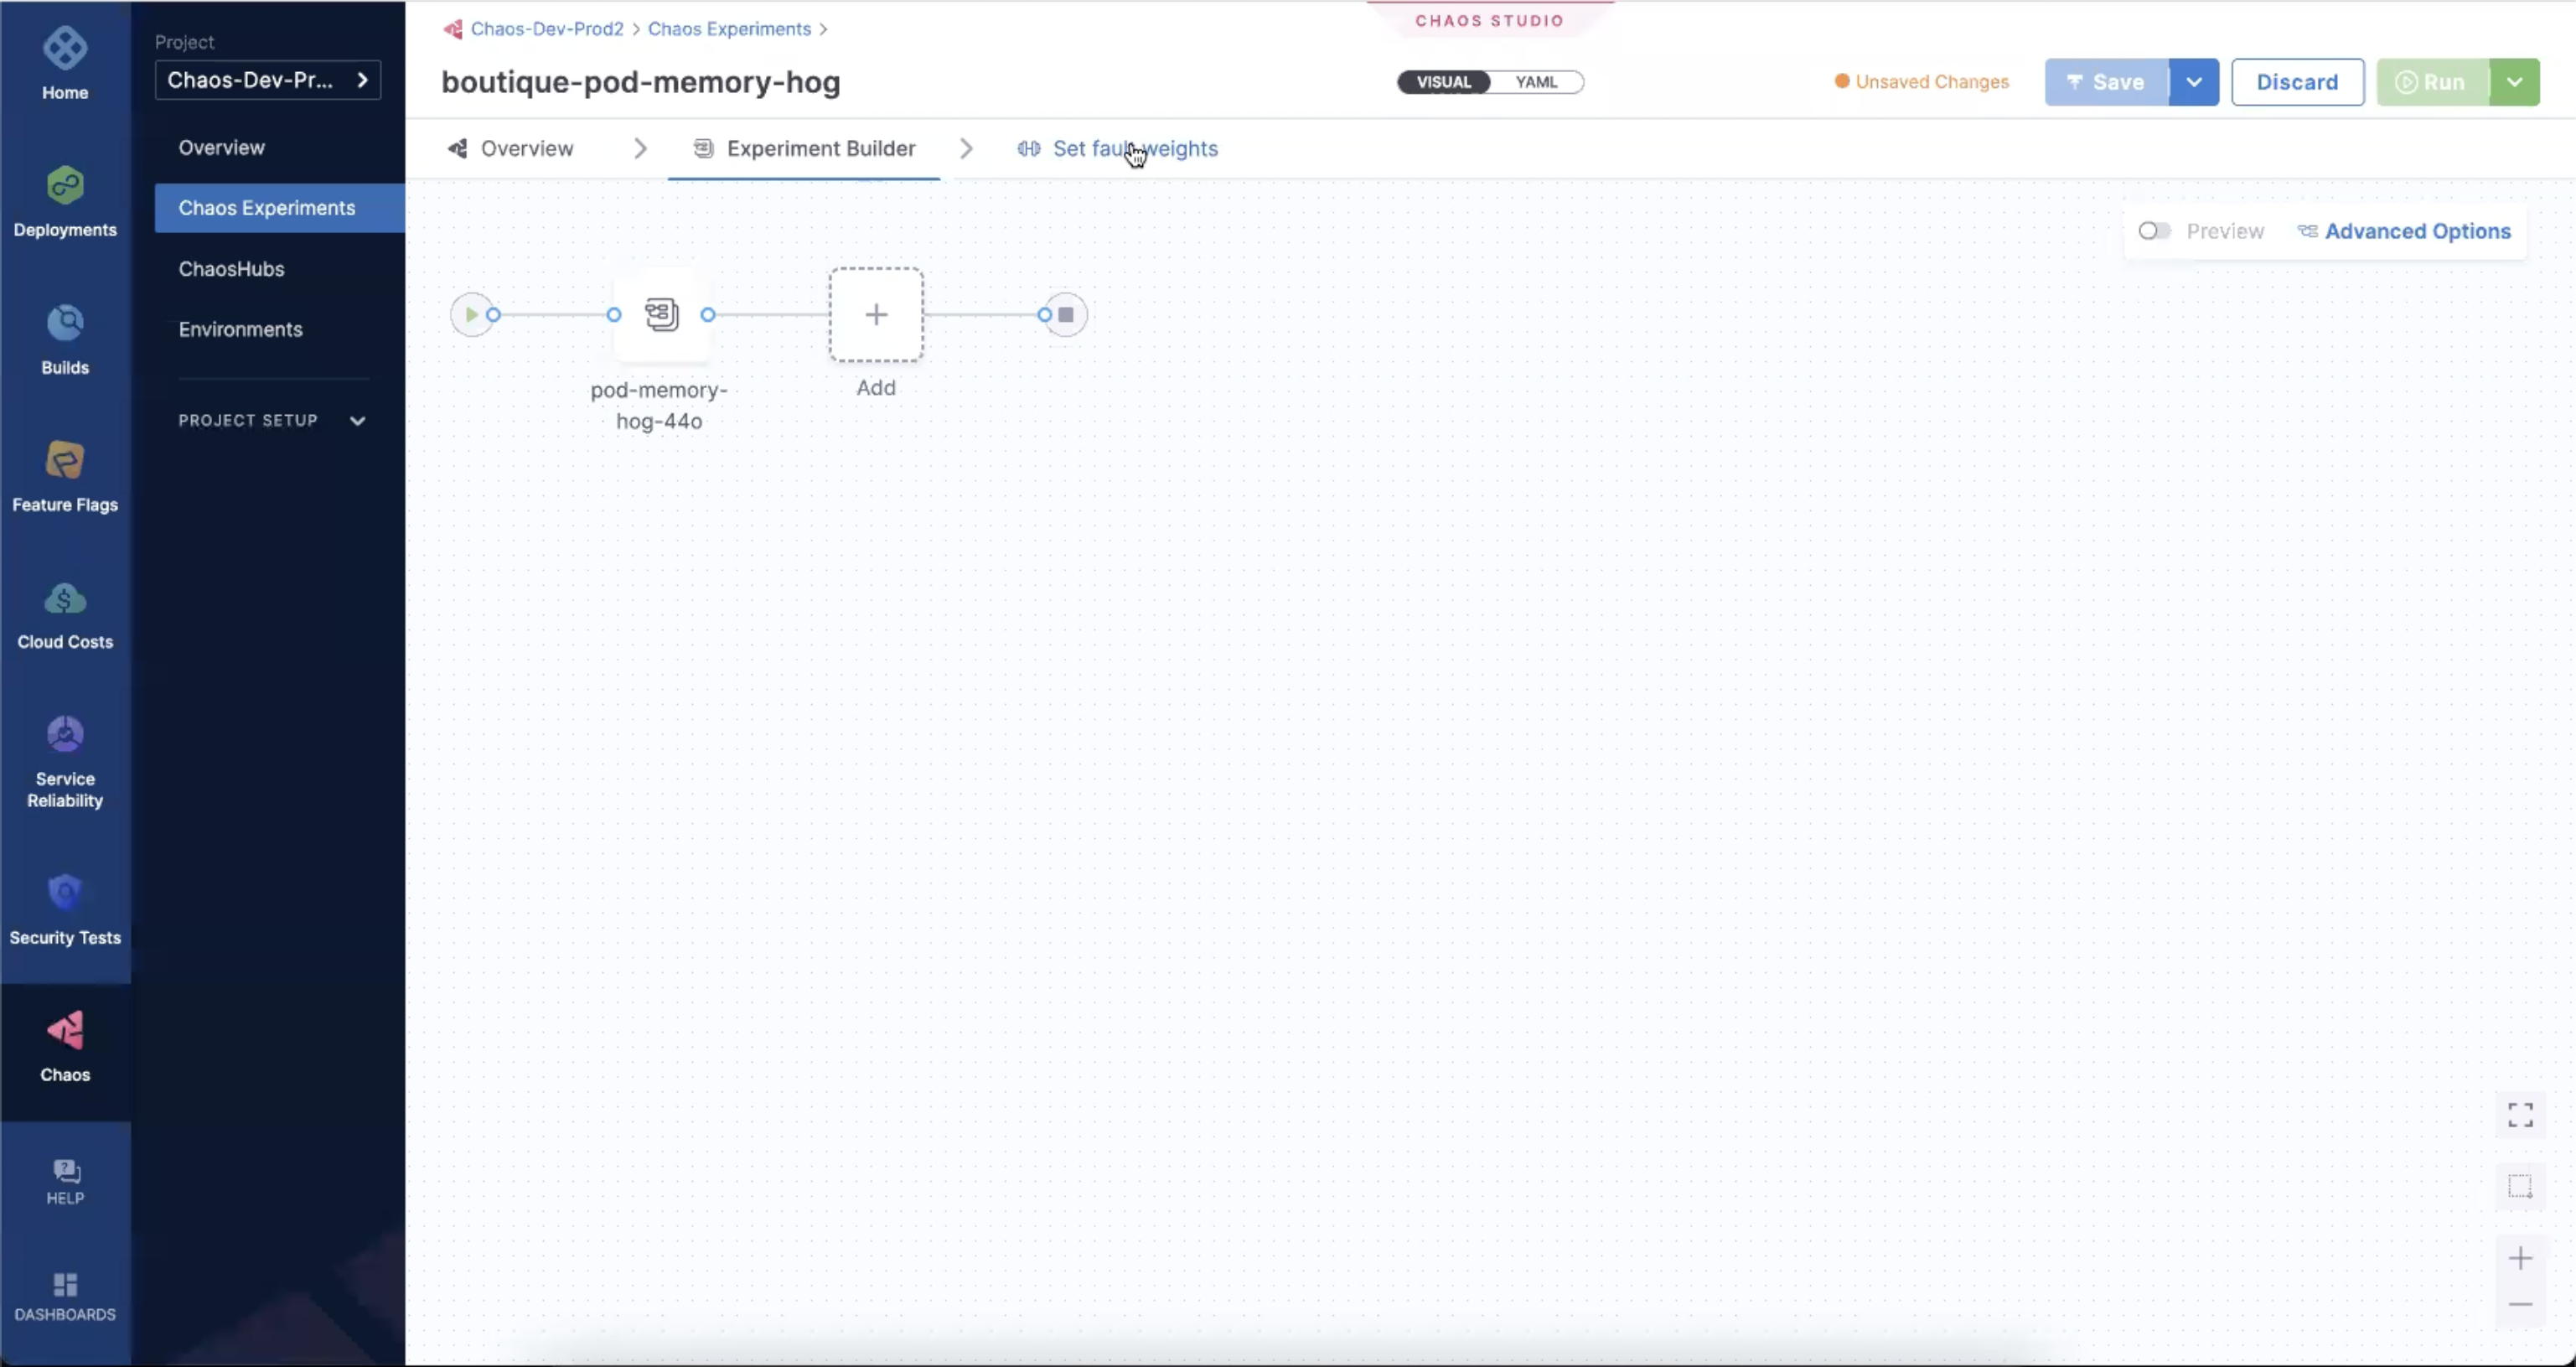 Home
Deployments
Builds
Feature Flags
Cloud Costs
Service
Reliability
Security Tests
Chaos
HELP
DASHBOARDS
Project
Chaos-Dev-Pr...
Overview
Chaos Experiments
ChaosHubs
Environments
PROJECT SETUP
Chaos-Dev-Prod2 > Chaos Experiments >
CHAOS STUDIO
boutique-pod-memory-hog
VISUAL YAML
Unsaved Changes
Save
Discard
Run
Overview
Experiment Builder
Set fault weights
Preview
Advanced Options
pod-memory-
hog-44o
Add